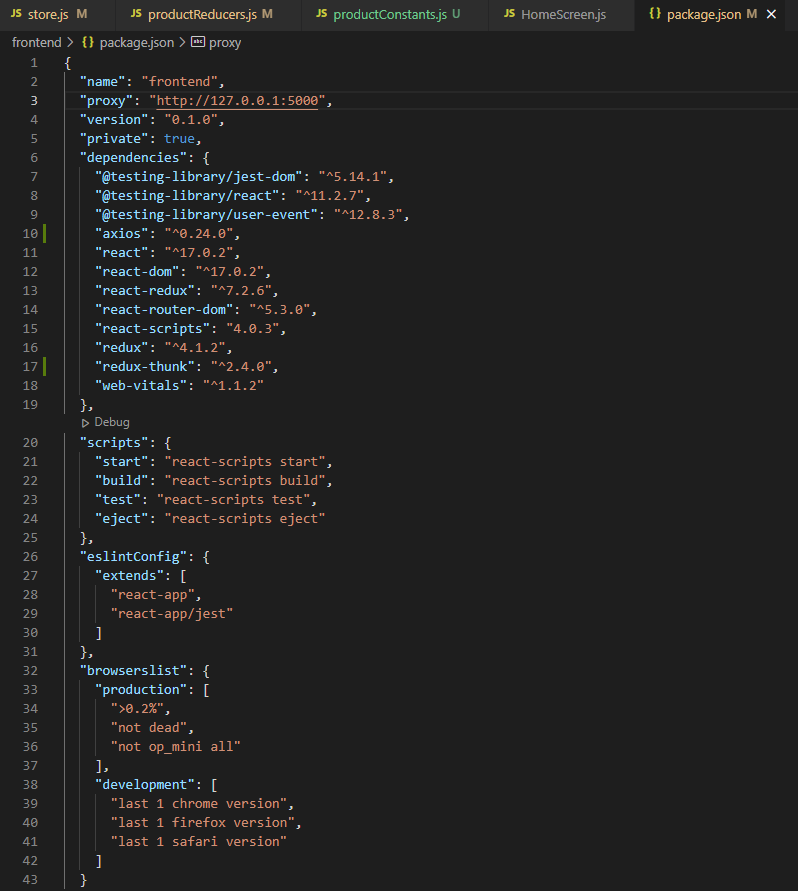 JS store.js M JS productReducers.js M JS productConstants.js U JS HomeScreen.js {} package.json M
frontend > {} package.json > abc proxy
1 {
2 "name": "frontend",
3 "proxy": "http://127.0.0.1:5000",
4 "version": "0.1.0",
5 "private": true,
6 "dependencies": {
7 "@testing-library/jest-dom": "^5.14.1",
8 "@testing-library/react": "^11.2.7",
9 "@testing-library/user-event": "^12.8.3",
10 "axios": "^0.24.0",
11 "react": "^17.0.2",
12 "react-dom": "^17.0.2",
13 "react-redux": "^7.2.6",
14 "react-router-dom": "^5.3.0",
15 "react-scripts": "4.0.3",
16 "redux": "^4.1.2",
17 "redux-thunk": "^2.4.0",
18 "web-vitals": "^1.1.2"
19 },
Debug
20 "scripts": {
21 "start": "react-scripts start",
22 "build": "react-scripts build",
23 "test": "react-scripts test",
24 "eject": "react-scripts eject"
25 },
26 "eslintConfig": {
27 "extends": [
28 "react-app",
29 "react-app/jest"
30 ]
31 },
32 "browserslist": {
33 "production": [
34 ">0.2%",
35 "not dead",
36 "not op_mini all"
37 ],
38 "development": [
39 "last 1 chrome version",
40 "last 1 firefox version",
41 "last 1 safari version"
42 ]
43 }